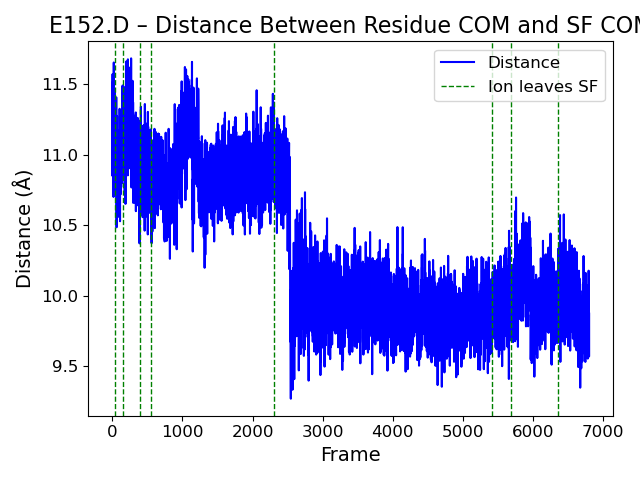 E152.D – Distance Between Residue COM and SF COM
Distance
Ion leaves SF
11.5
11.0
10.5
10.0
9.5
Distance (Å)
0 1000 2000 3000 4000 5000 6000 7000
Frame